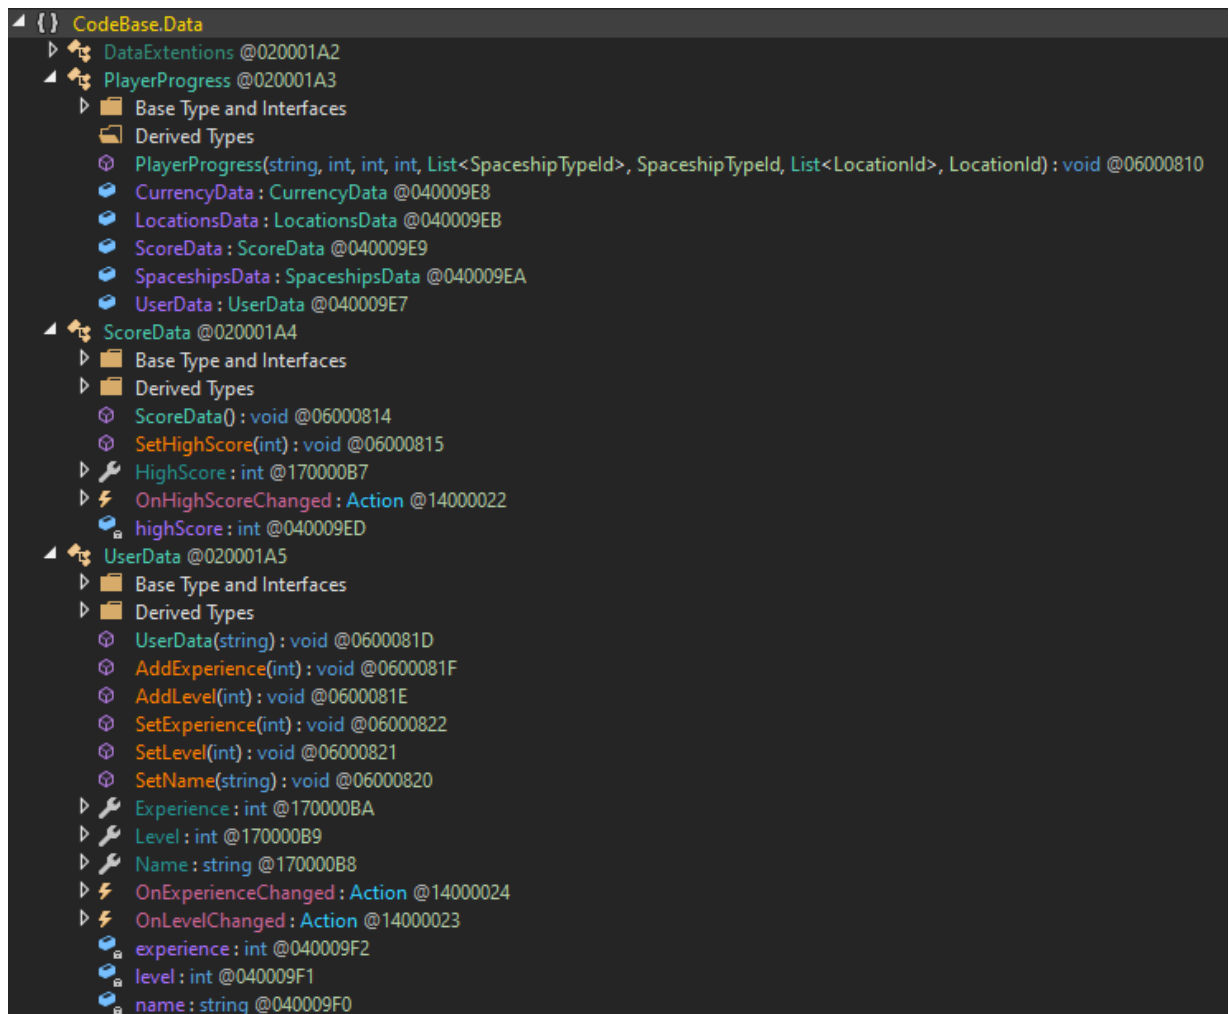 { } CodeBase.Data
DataExtentions @020001A2
PlayerProgress @020001A3
Base Type and Interfaces
Derived Types
PlayerProgress(string, int, int, int, List<SpaceshipTypeId>, SpaceshipTypeId, List<LocationId>, LocationId) : void @06000810
CurrencyData : CurrencyData @040009E8
LocationsData : LocationsData @040009EB
ScoreData : ScoreData @040009E9
SpaceshipsData : SpaceshipsData @040009EA
UserData : UserData @040009E7
ScoreData @020001A4
Base Type and Interfaces
Derived Types
ScoreData() : void @06000814
SetHighScore(int) : void @06000815
HighScore : int @170000B7
OnHighScoreChanged : Action @14000022
highScore : int @040009ED
UserData @020001A5
Base Type and Interfaces
Derived Types
UserData(string) : void @0600081D
AddExperience(int) : void @0600081F
AddLevel(int) : void @0600081E
SetExperience(int) : void @06000822
SetLevel(int) : void @06000821
SetName(string) : void @06000820
Experience : int @170000BA
Level : int @170000B9
Name : string @170000B8
OnExperienceChanged : Action @14000024
OnLevelChanged : Action @14000023
experience : int @040009F2
level : int @040009F1
name : string @040009F0